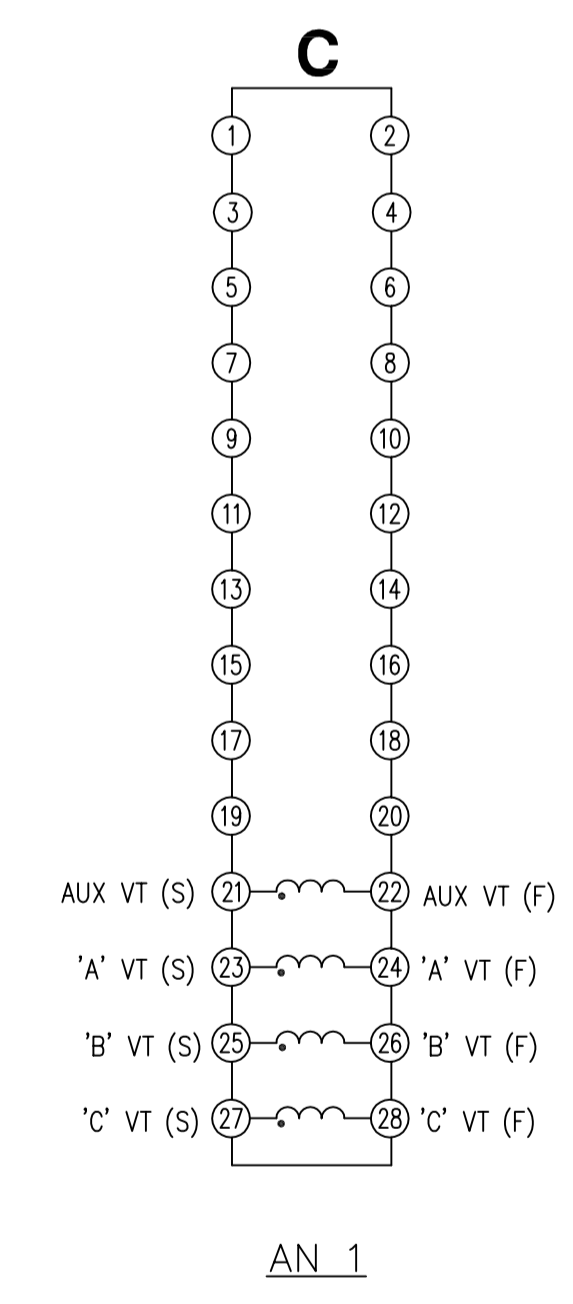 C
1 2
3 4
5 6
7 8
9 10
11 12
13 14
15 16
17 18
19 20
AUX VT (S) 21 22 AUX VT (F)
'A' VT (S) 23 24 'A' VT (F)
'B' VT (S) 25 26 'B' VT (F)
'C' VT (S) 27 28 'C' VT (F)
AN 1